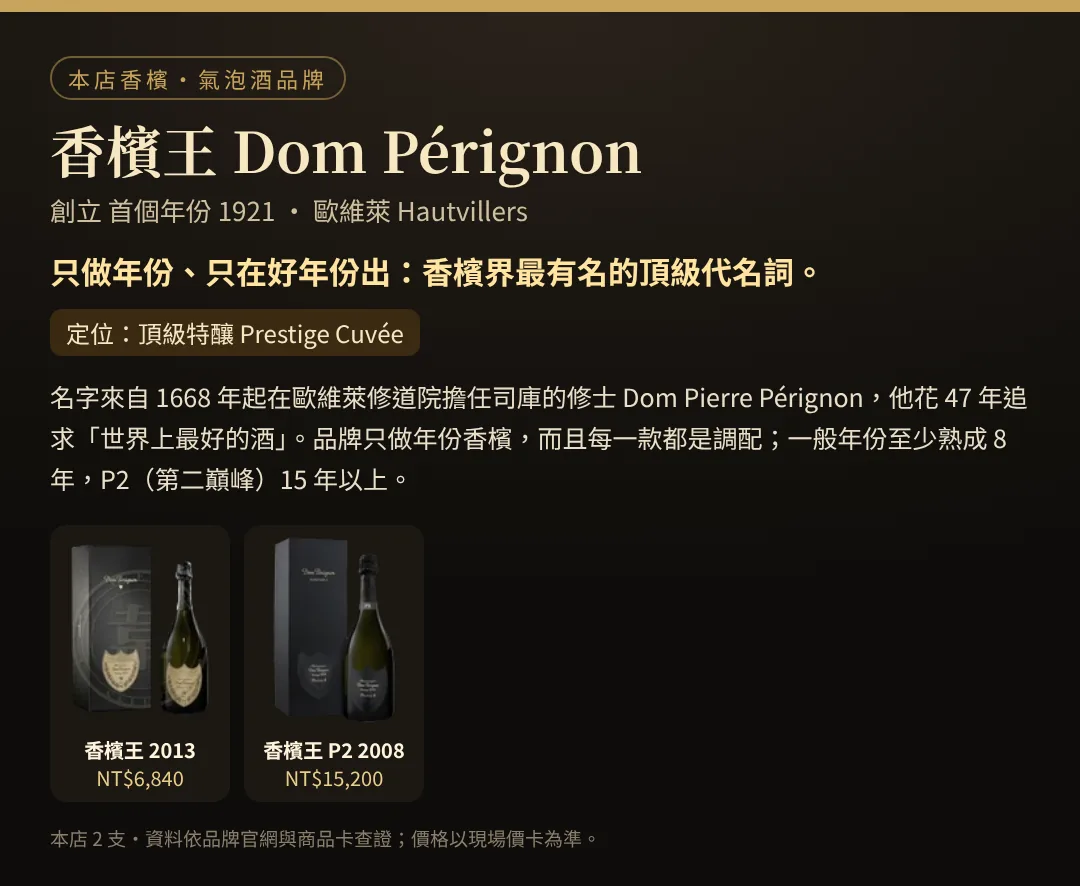 本店香檳・氣泡酒品牌
香檳王 Dom Pérignon
創立 首個年份 1921 ・ 歐維萊 Hautvillers
只做年份、只在好年份出：香檳界最有名的頂級代名詞。
定位：頂級特釀 Prestige Cuvée
名字來自 1668 年起在歐維萊修道院擔任司庫的修士 Dom Pierre Pérignon，他花 47 年追
求「世界上最好的酒」。品牌只做年份香檳，而且每一款都是調配；一般年份至少熟成 8
年，P2（第二巔峰）15 年以上。
Dom Pérignon
Dom Pérignon
香檳王 2013
NT$6,840
香檳王 P2 2008
NT$15,200
本店 2 支・資料依品牌官網與商品卡查證；價格以現場價卡為準。